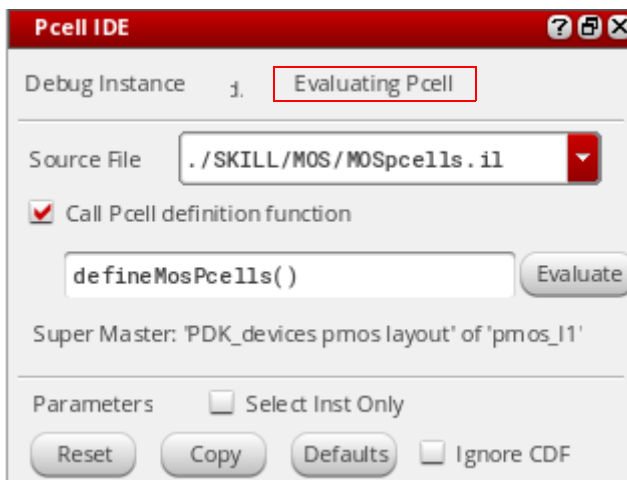 Pcell IDE
Debug Instance Evaluating Pcell
Source File ./SKILL/MOS/MOSpcells.il
Call Pcell definition function
defineMosPcells() Evaluate
Super Master: 'PDK_devices pmos layout' of 'pmos_l1'
Parameters Select Inst Only
Reset Copy Defaults Ignore CDF